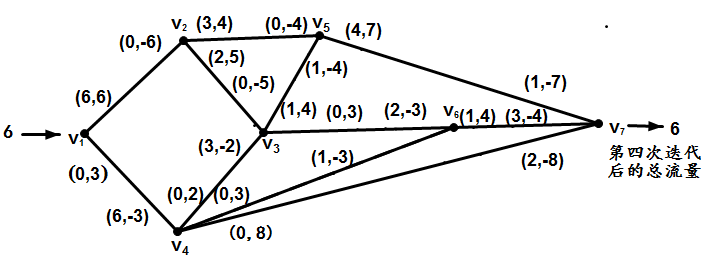 v₂ (3,4) (0,-4) v₅ (4,7)
(0,-6)
(2,5)
(0,-5) (1,-4)
(6,6) (1,-7)
(1,4) (0,3) (2,-3) v₆ (1,4) (3,-4)
6 v₁ v₃ v₇ 6
(3,-2) (1,-3) 第四次迭代
(0,3) (2,-8) 后的总流量
(0,2) (0,3)
(6,-3)
v₄ (0,8)